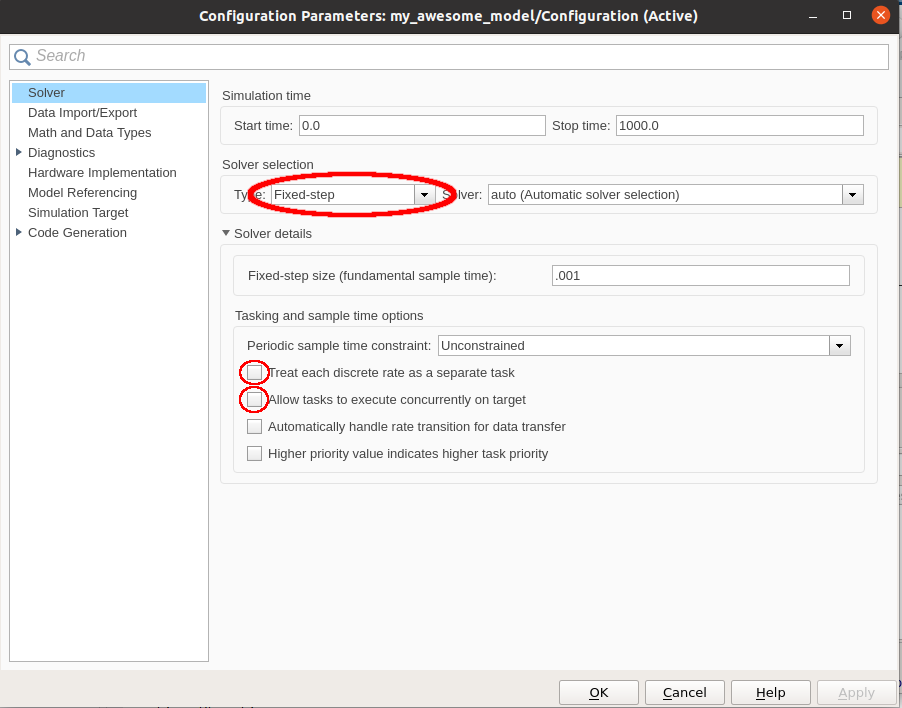 Configuration Parameters: my_awesome_model/Configuration (Active)
Search
Solver
Data Import/Export
Math and Data Types
Diagnostics
Hardware Implementation
Model Referencing
Simulation Target
Code Generation
Simulation time
Start time: 0.0 Stop time: 1000.0
Solver selection
Type: Fixed-step Solver: auto (Automatic solver selection)
Solver details
Fixed-step size (fundamental sample time): .001
Tasking and sample time options
Periodic sample time constraint: Unconstrained
Treat each discrete rate as a separate task
Allow tasks to execute concurrently on target
Automatically handle rate transition for data transfer
Higher priority value indicates higher task priority
OK Cancel Help Apply